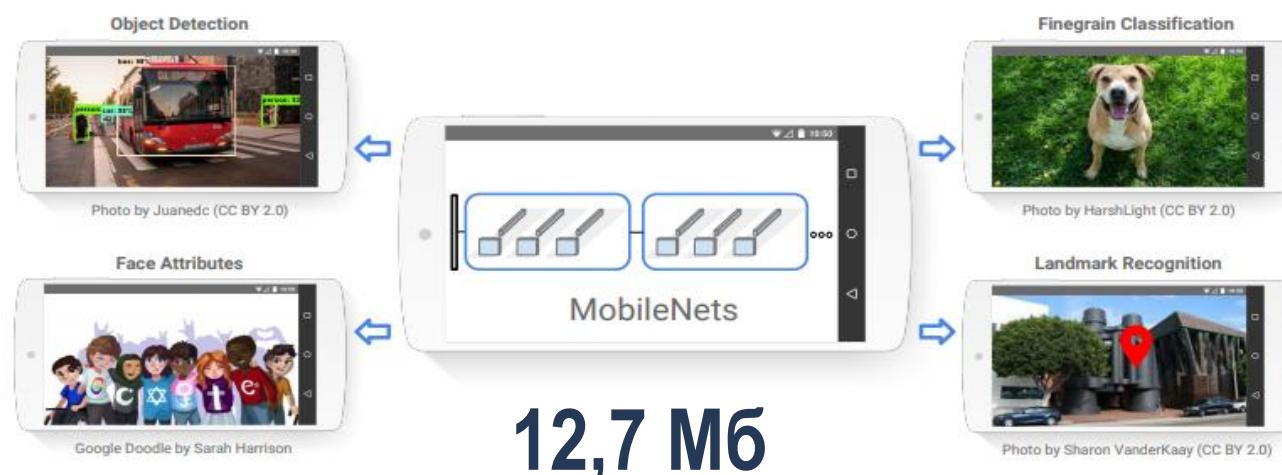 Object Detection
Photo by Juanedc (CC BY 2.0)
Face Attributes
Google Doodle by Sarah Harrison
10:50
MobileNets
12,7 Мб
Finegrain Classification
Photo by HarshLight (CC BY 2.0)
Landmark Recognition
Photo by Sharon VanderKaay (CC BY 2.0)